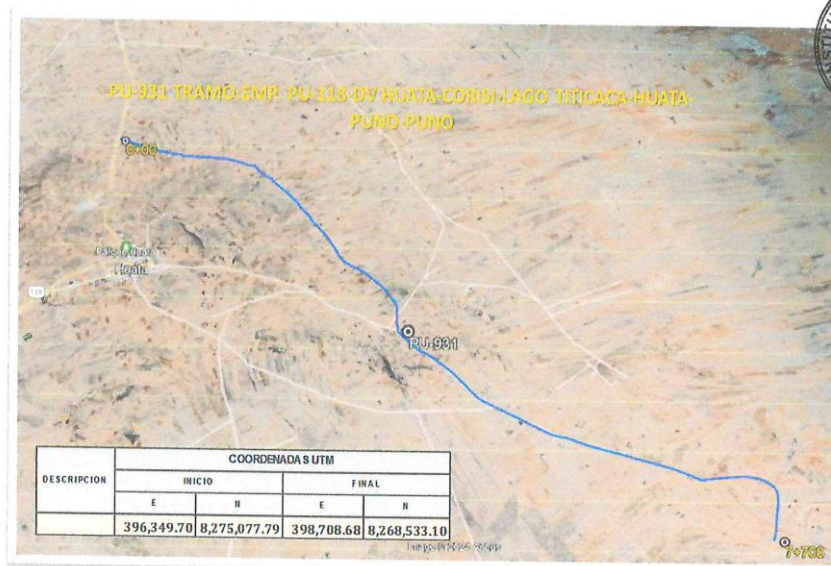 PU-931 TRAMO-EMP. PU-118-DV HUATA-CORISI-LAGO TITICACA-HUATA-
PUNO-PUNO
0+00
Huata
118
PU-931
COORDENADAS UTM
DESCRIPCION
INICIO
FINAL
E
N
E
N
396,349.70
8,275,077.79
398,708.68
8,268,533.10
7+700